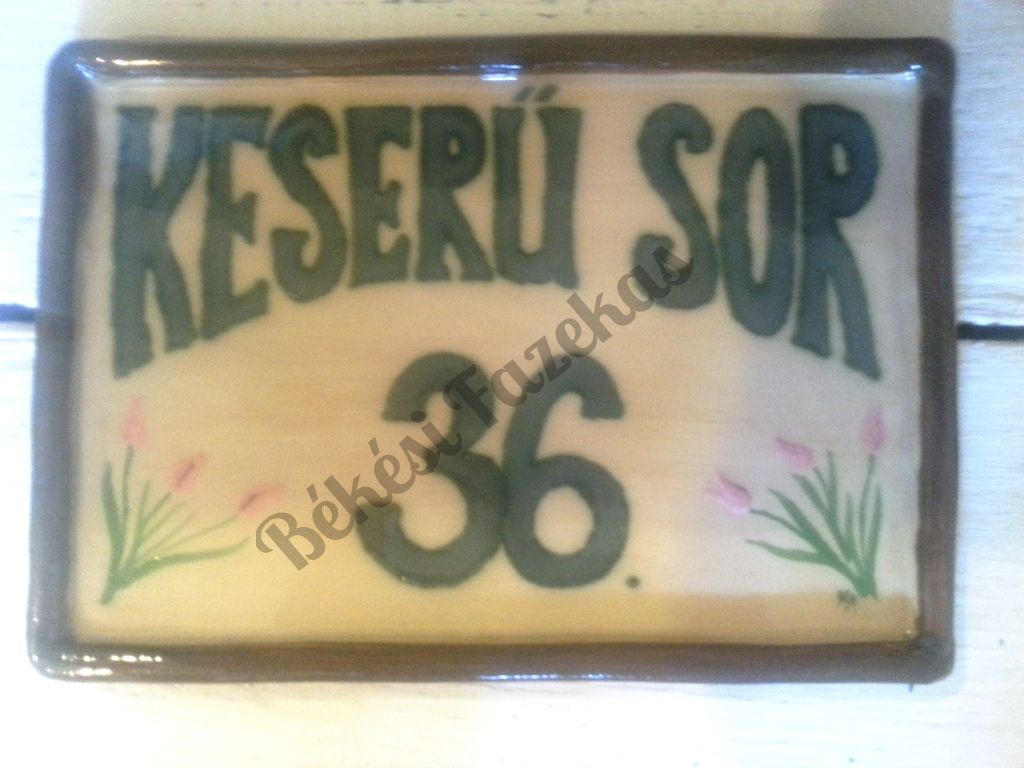 KESERŰ SOR
36.
Békési Fazekas